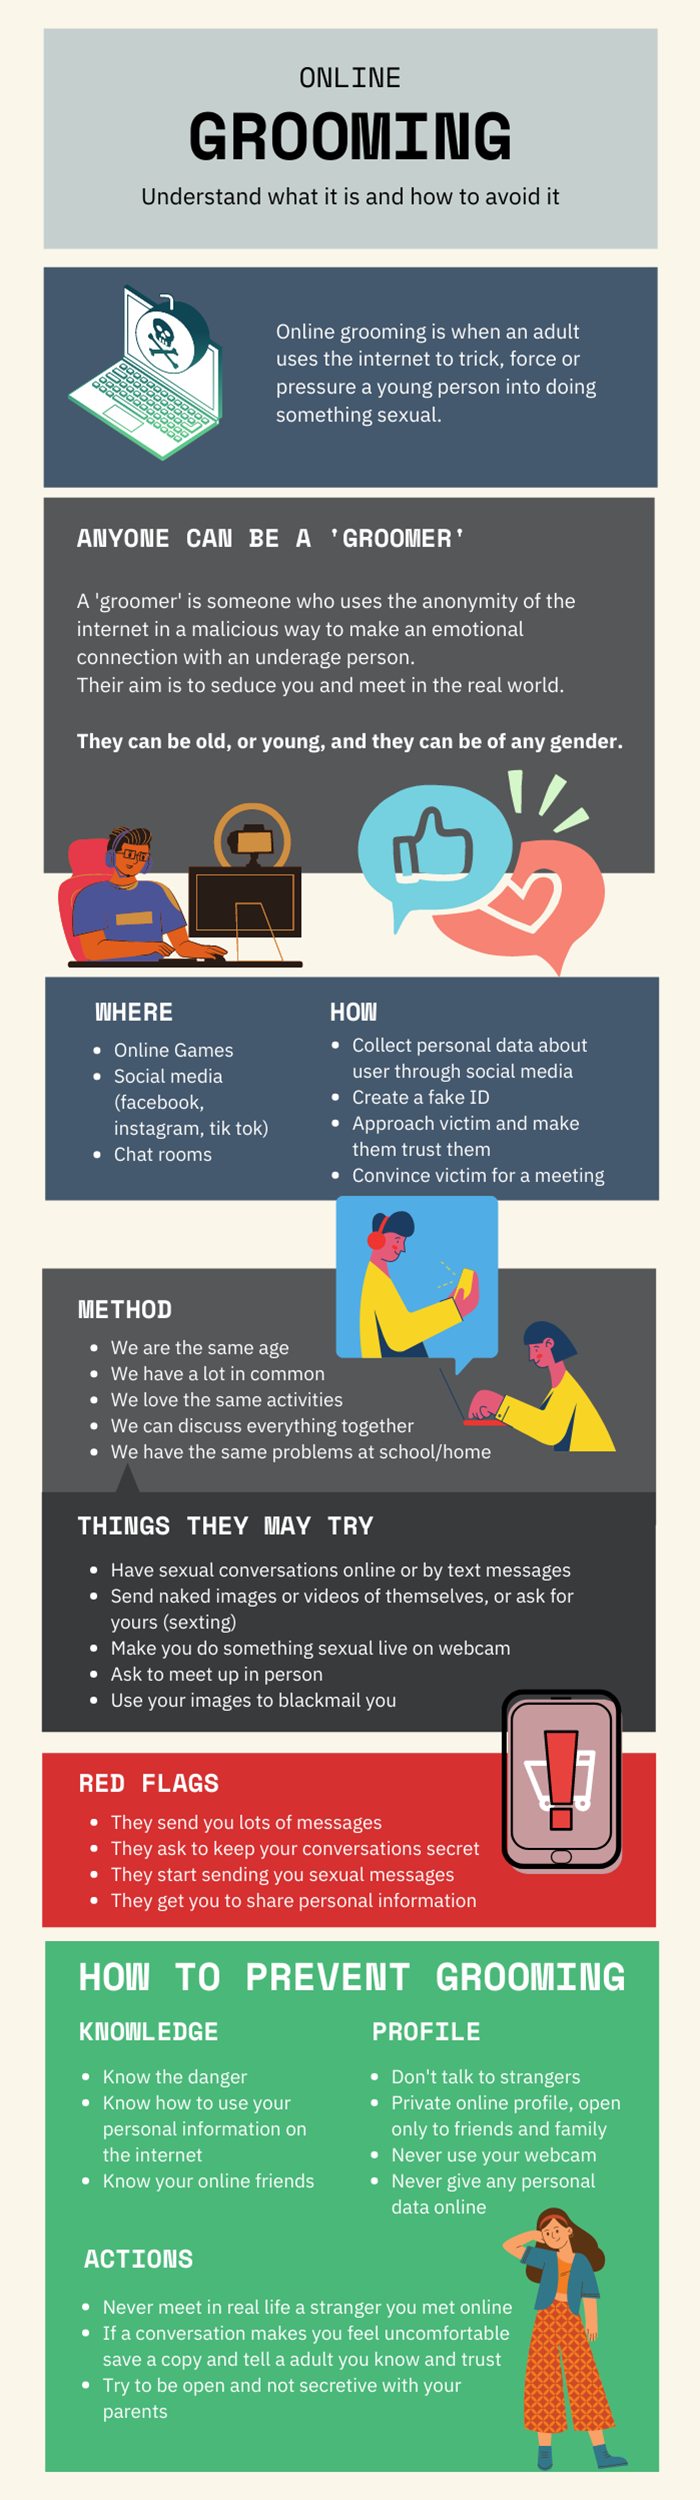 ONLINE
GROOMING
Understand what it is and how to avoid it
Online grooming is when an adult
uses the internet to trick, force or
pressure a young person into doing
something sexual.
ANYONE CAN BE A 'GROOMER'
A 'groomer' is someone who uses the anonymity of the
internet in a malicious way to make an emotional
connection with an underage person.
Their aim is to seduce you and meet in the real world.
They can be old, or young, and they can be of any gender.
WHERE
• Online Games
• Social media
(facebook,
instagram, tik tok)
• Chat rooms
HOW
• Collect personal data about
user through social media
• Create a fake ID
• Approach victim and make
them trust them
• Convince victim for a meeting
METHOD
• We are the same age
• We have a lot in common
• We love the same activities
• We can discuss everything together
• We have the same problems at school/home
THINGS THEY MAY TRY
• Have sexual conversations online or by text messages
• Send naked images or videos of themselves, or ask for
yours (sexting)
• Make you do something sexual live on webcam
• Ask to meet up in person
• Use your images to blackmail you
RED FLAGS
• They send you lots of messages
• They ask to keep your conversations secret
• They start sending you sexual messages
• They get you to share personal information
!
HOW TO PREVENT GROOMING
KNOWLEDGE
• Know the danger
• Know how to use your
personal information on
the internet
• Know your online friends
PROFILE
• Don't talk to strangers
• Private online profile, open
only to friends and family
• Never use your webcam
• Never give any personal
data online
ACTIONS
• Never meet in real life a stranger you met online
• If a conversation makes you feel uncomfortable
save a copy and tell a adult you know and trust
• Try to be open and not secretive with your
parents